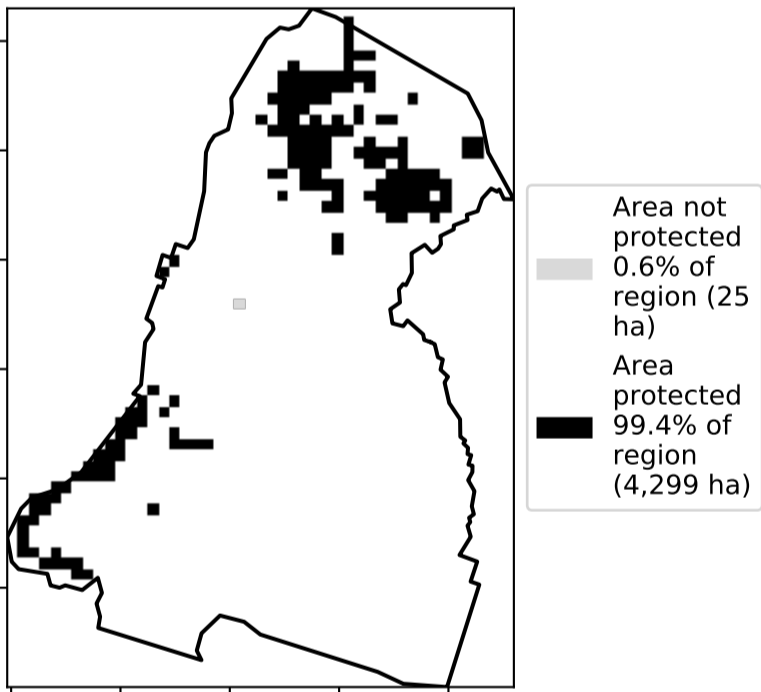 Area not
protected
0.6% of
region (25
ha)
Area
protected
99.4% of
region
(4,299 ha)